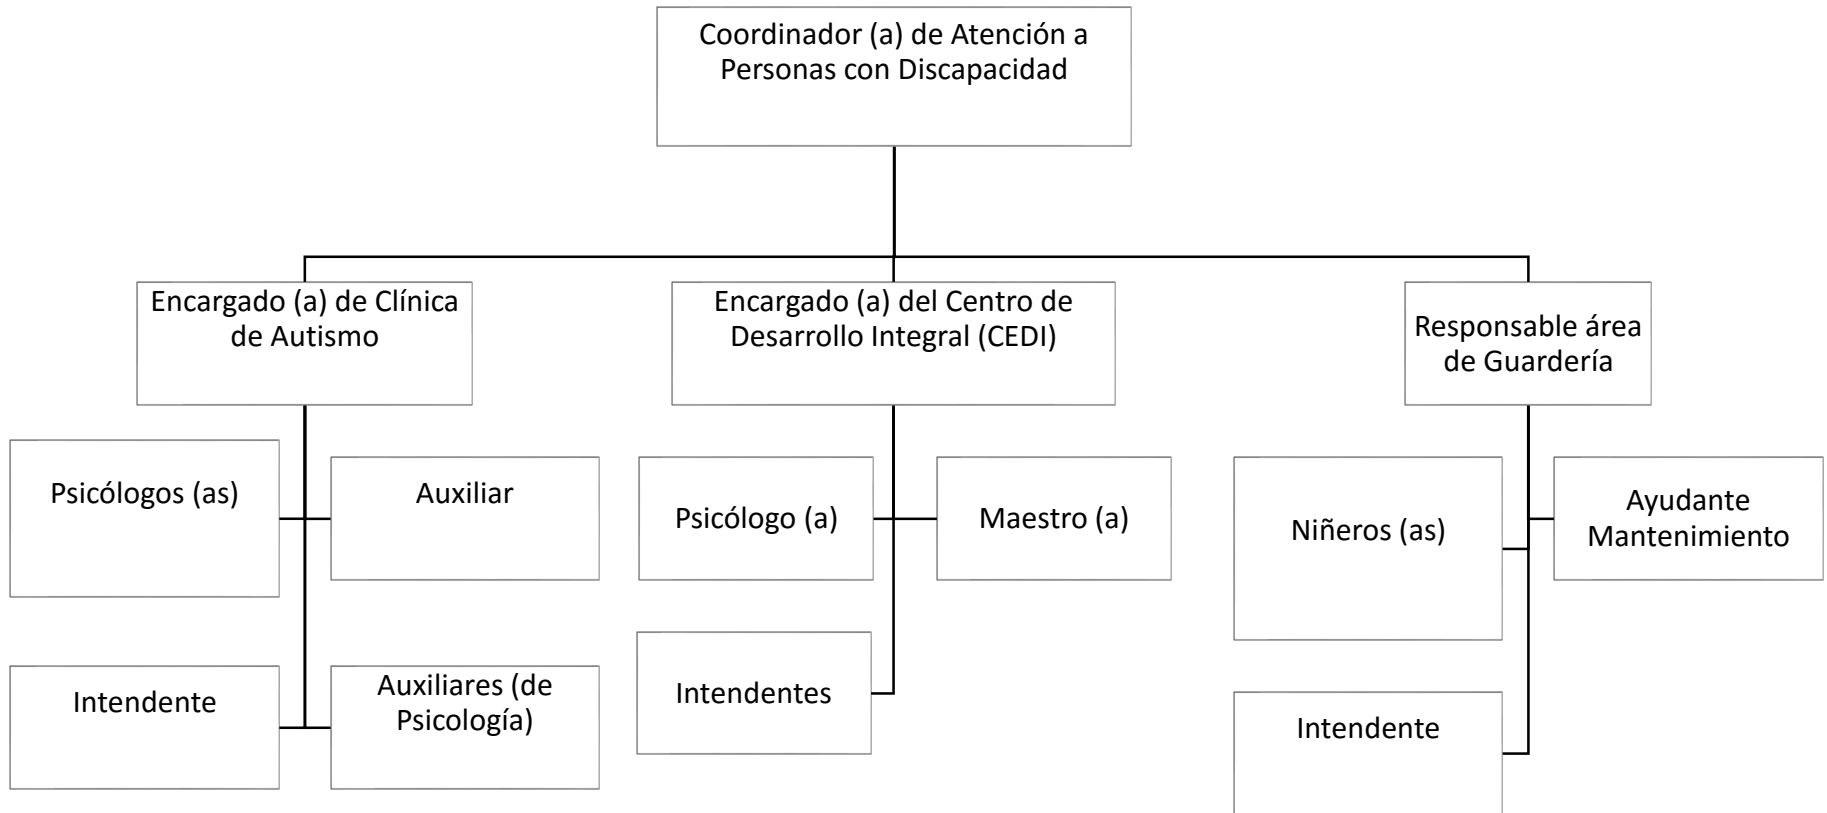 Coordinador (a) de Atención a
Personas con Discapacidad
Encargado (a) de Clínica
de Autismo
Encargado (a) del Centro de
Desarrollo Integral (CEDI)
Responsable área
de Guardería
Psicólogos (as)
Auxiliar
Psicólogo (a)
Maestro (a)
Niñeros (as)
Ayudante
Mantenimiento
Intendente
Auxiliares (de
Psicología)
Intendentes
Intendente